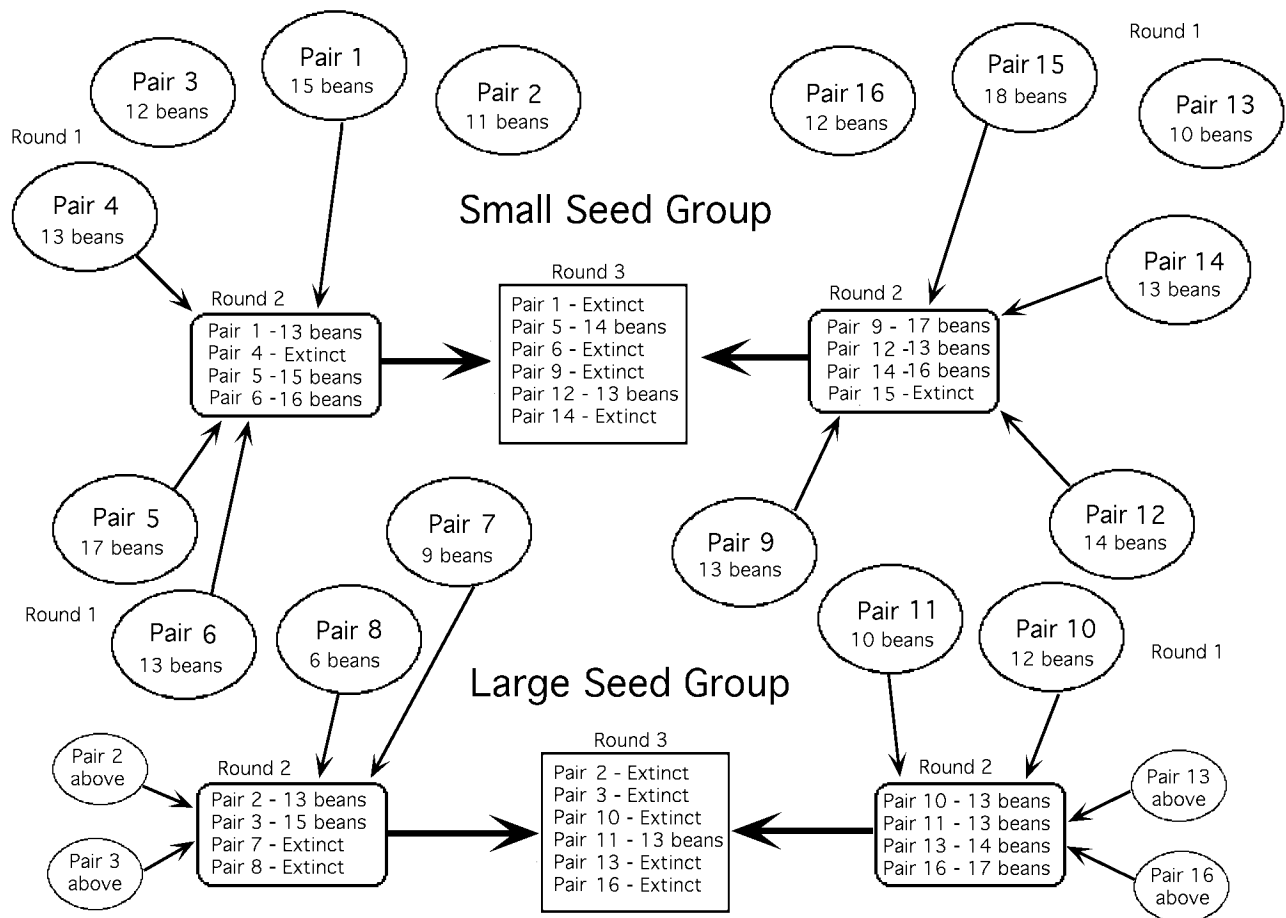 Pair 3
12 beans
Pair 1
15 beans
Pair 2
11 beans
Round 1
Pair 4
13 beans
Pair 16
12 beans
Pair 15
18 beans
Round 1
Pair 13
10 beans
Pair 14
13 beans
Small Seed Group
Round 2
Pair 1 -13 beans
Pair 4 - Extinct
Pair 5 -15 beans
Pair 6 -16 beans
Round 3
Pair 1 - Extinct
Pair 5 - 14 beans
Pair 6 - Extinct
Pair 9 - Extinct
Pair 12 - 13 beans
Pair 14 - Extinct
Round 2
Pair 9 - 17 beans
Pair 12 -13 beans
Pair 14 -16 beans
Pair 15 -Extinct
Pair 5
17 beans
Round 1
Pair 6
13 beans
Pair 8
6 beans
Pair 7
9 beans
Pair 9
13 beans
Pair 12
14 beans
Pair 11
10 beans
Pair 10
12 beans
Round 1
Large Seed Group
Pair 2
above
Pair 3
above
Round 2
Pair 2 - 13 beans
Pair 3 - 15 beans
Pair 7 - Extinct
Pair 8 - Extinct
Round 3
Pair 2 - Extinct
Pair 3 - Extinct
Pair 10 - Extinct
Pair 11 - 13 beans
Pair 13 - Extinct
Pair 16 - Extinct
Round 2
Pair 10 - 13 beans
Pair 11 - 13 beans
Pair 13 - 14 beans
Pair 16 - 17 beans
Pair 13
above
Pair 16
above